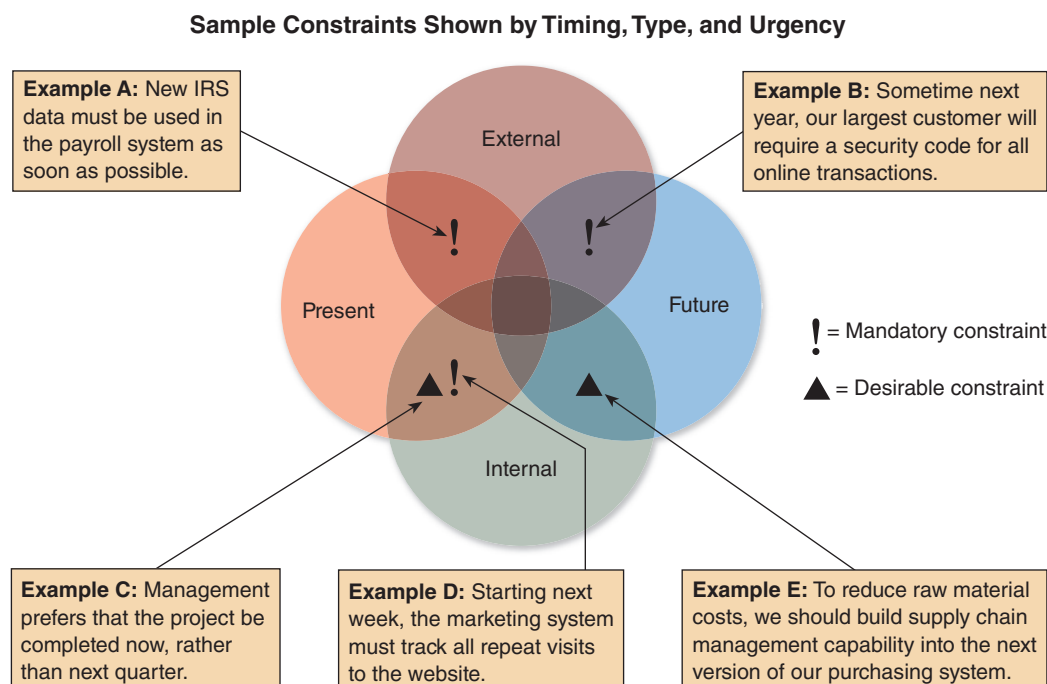 Sample Constraints Shown by Timing, Type, and Urgency
Example A: New IRS
data must be used in
the payroll system as
soon as possible.
Example B: Sometime next
year, our largest customer will
require a security code for all
online transactions.
External
!
!
Present
Future
! = Mandatory constraint
▲ = Desirable constraint
▲ !
▲
Internal
Example C: Management
prefers that the project be
completed now, rather
than next quarter.
Example D: Starting next
week, the marketing system
must track all repeat visits
to the website.
Example E: To reduce raw material
costs, we should build supply chain
management capability into the next
version of our purchasing system.